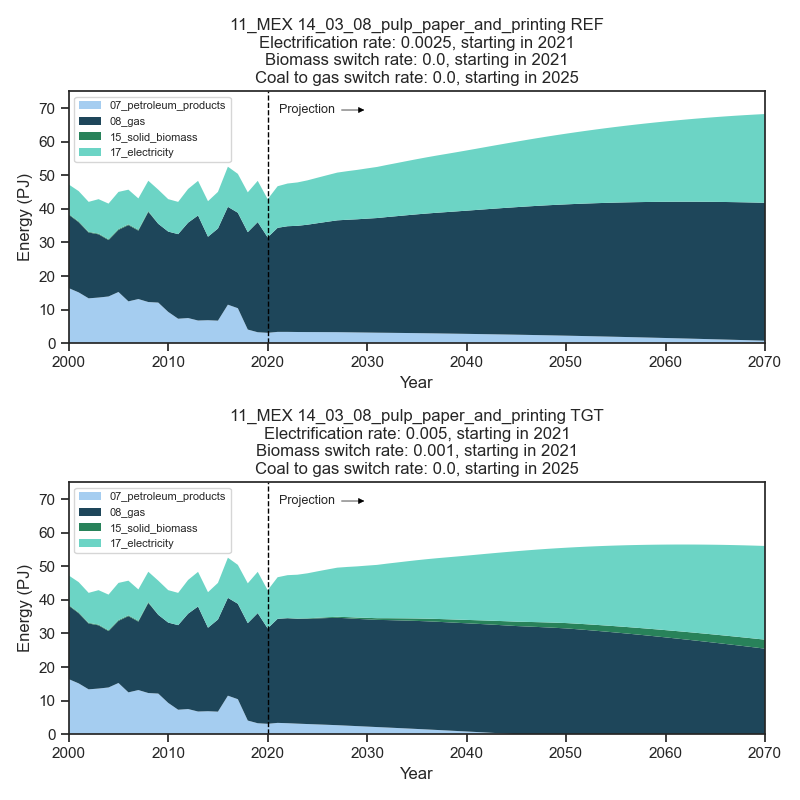 11_MEX 14_03_08_pulp_paper_and_printing REF
Electrification rate: 0.0025, starting in 2021
Biomass switch rate: 0.0, starting in 2021
Coal to gas switch rate: 0.0, starting in 2025
07_petroleum_products
08_gas
15_solid_biomass
17_electricity
Projection
Energy (PJ)
70
60
50
40
30
20
10
0
2000 2010 2020 2030 2040 2050 2060 2070
Year
11_MEX 14_03_08_pulp_paper_and_printing TGT
Electrification rate: 0.005, starting in 2021
Biomass switch rate: 0.001, starting in 2021
Coal to gas switch rate: 0.0, starting in 2025
07_petroleum_products
08_gas
15_solid_biomass
17_electricity
Projection
Energy (PJ)
70
60
50
40
30
20
10
0
2000 2010 2020 2030 2040 2050 2060 2070
Year